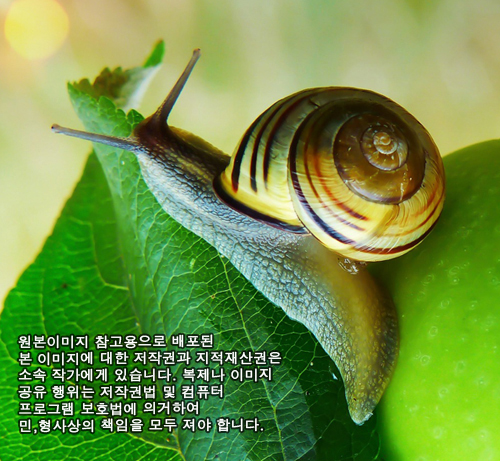 원본이미지 참고용으로 배포된
본 이미지에 대한 저작권과 지적재산권은
소속 작가에게 있습니다. 복제나 이미지
공유 행위는 저작권법 및 컴퓨터
프로그램 보호법에 의거하여
민,형사상의 책임을 모두 져야 합니다.